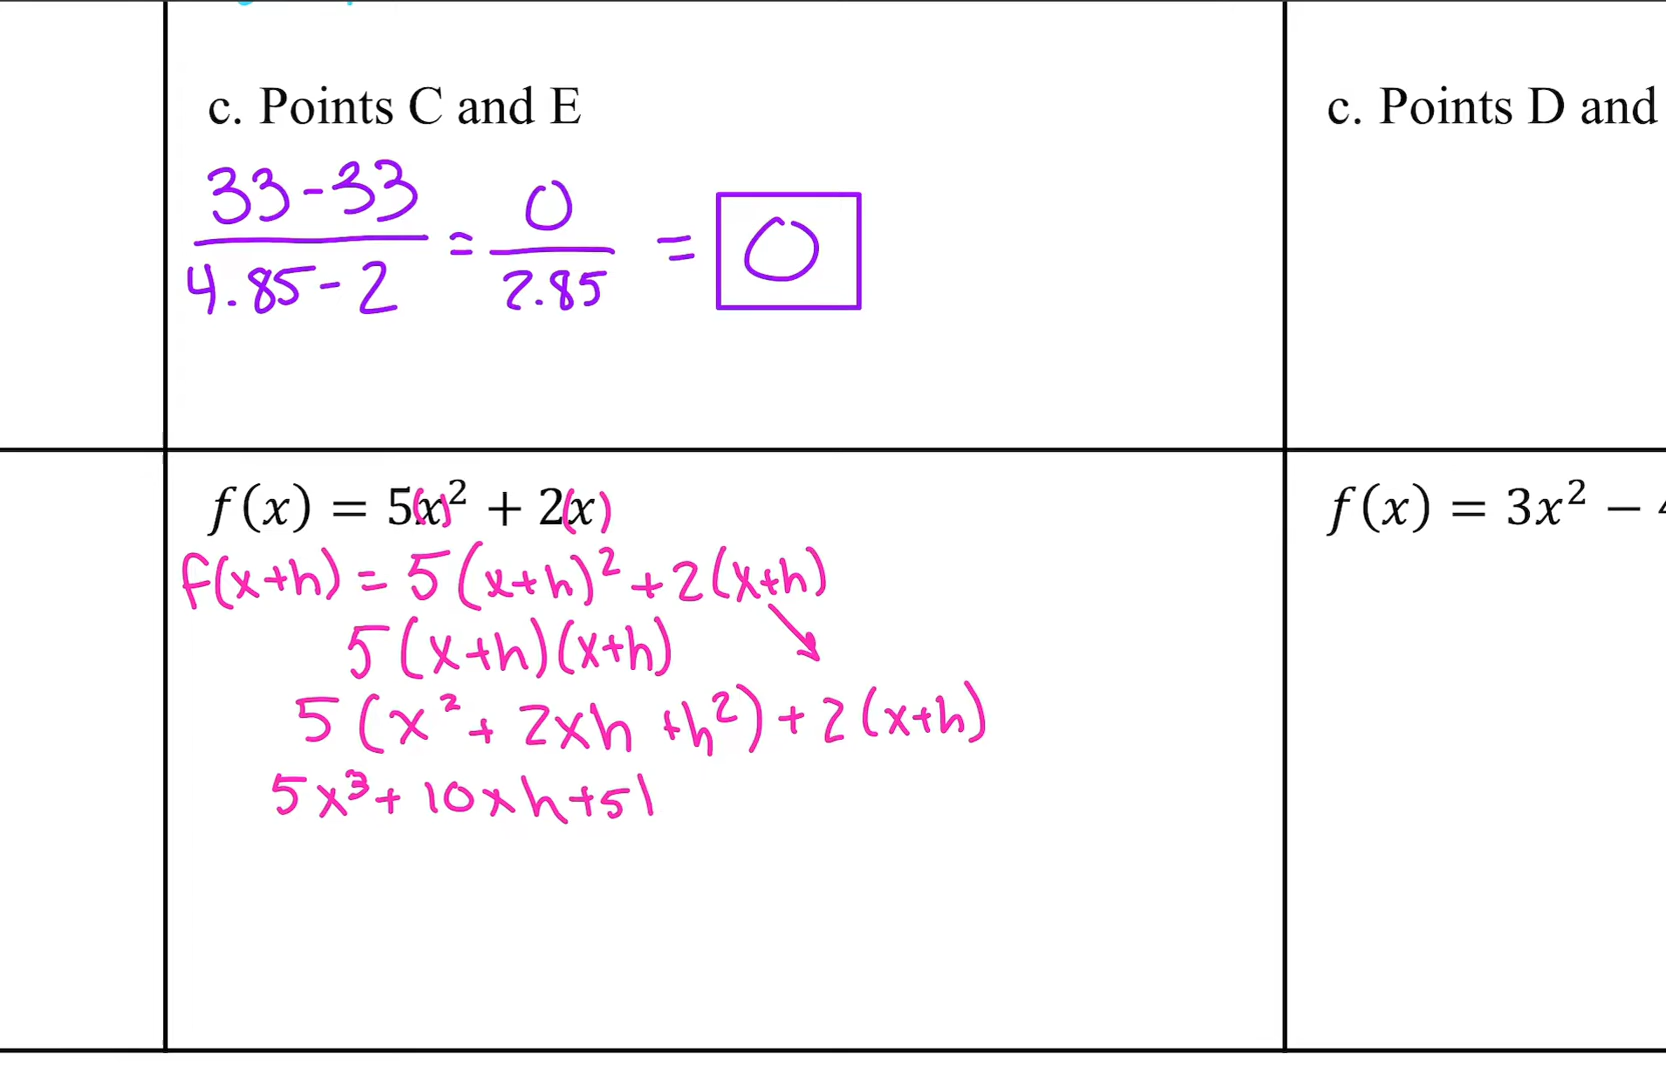 c. Points C and E
33-33 / 4.85-2 = 0 / 2.85 = 0
c. Points D and
f(x) = 5(x)² + 2(x)
f(x+h) = 5(x+h)² + 2(x+h)
5(x+h)(x+h)
5(x² + 2xh + h²) + 2(x+h)
5x³ + 10xh + 5l
f(x) = 3x² −